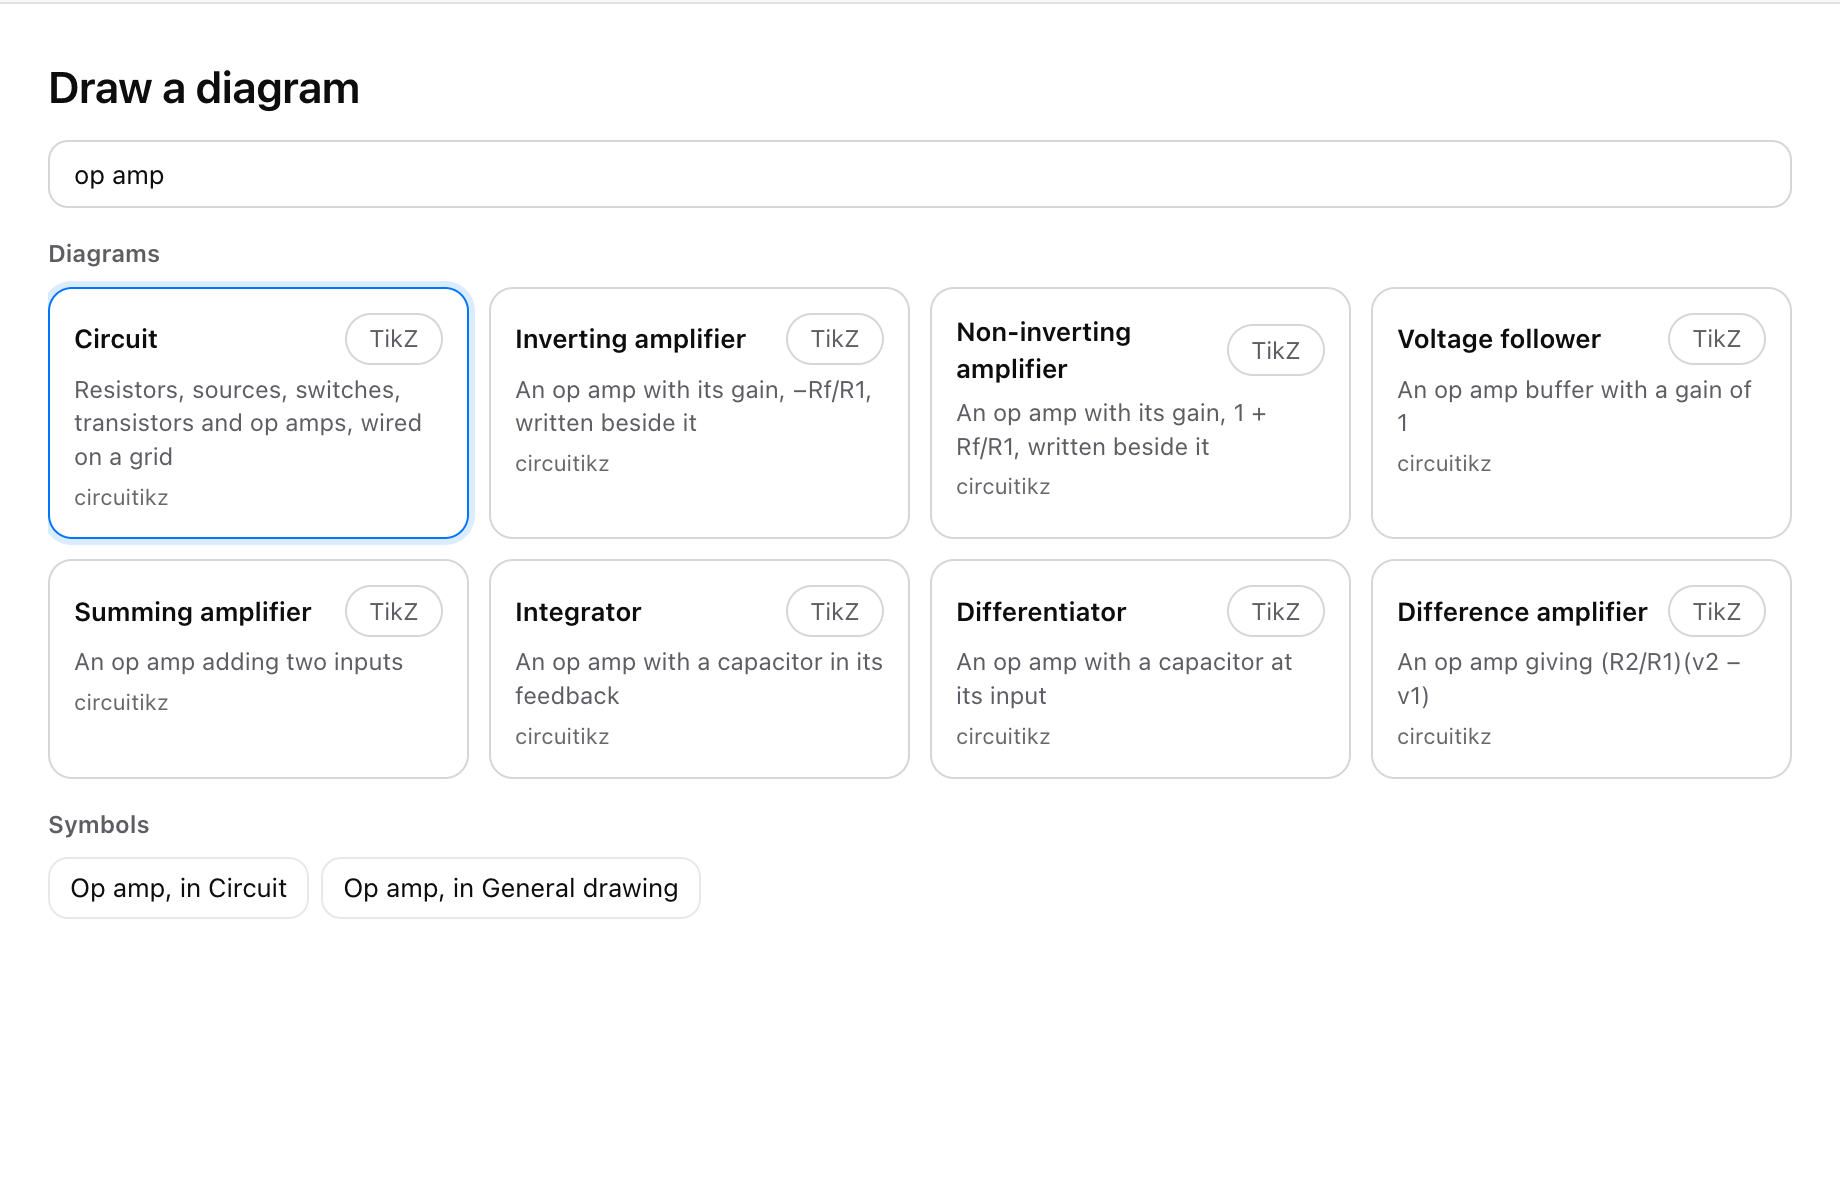 Draw a diagram
op amp
Diagrams
Circuit
TikZ
Resistors, sources, switches,
transistors and op amps, wired
on a grid
circuitikz
Inverting amplifier
TikZ
An op amp with its gain, −Rf/R1,
written beside it
circuitikz
Non-inverting
amplifier
TikZ
An op amp with its gain, 1 +
Rf/R1, written beside it
circuitikz
Voltage follower
TikZ
An op amp buffer with a gain of
1
circuitikz
Summing amplifier
TikZ
An op amp adding two inputs
circuitikz
Integrator
TikZ
An op amp with a capacitor in its
feedback
circuitikz
Differentiator
TikZ
An op amp with a capacitor at
its input
circuitikz
Difference amplifier
TikZ
An op amp giving (R2/R1)(v2 −
v1)
circuitikz
Symbols
Op amp, in Circuit
Op amp, in General drawing